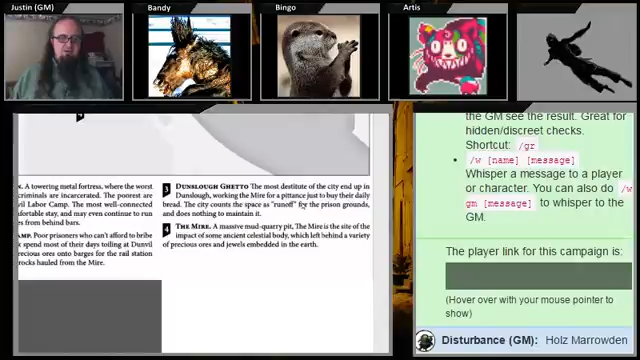 Justin (GM)
Bandy
Bingo
Artis
N. A towering metal fortress, where the worst
criminals are incarcerated. The poorest are
vil Labor Camp. The most well-connected
nfortable stay, and may even continue to run
es from behind bars.
AMP. Poor prisoners who can't afford to bribe
spend most of their days toiling at Dunvil
recious ores onto barges for the rail station
rocks hauled from the Mire.
3 DUNSLOUGH GHETTO The most destitute of the city end up in
Dunslough, working the Mire for a pittance just to buy their daily
bread. The city counts the space as "runoff" for the prison grounds,
and does nothing to maintain it.
4 THE MIRE. A massive mud-quarry pit, The Mire is the site of the
impact of some ancient celestial body, which left behind a variety
of precious ores and jewels embedded in the earth.
the GM see the result. Great for
hidden/discreet checks.
Shortcut: /gr
• /w [name] [message]
Whisper a message to a player
or character. You can also do /w
gm [message] to whisper to the
GM.
The player link for this campaign is:
(Hover over with your mouse pointer to
show)
Disturbance (GM): Holz Marrowden